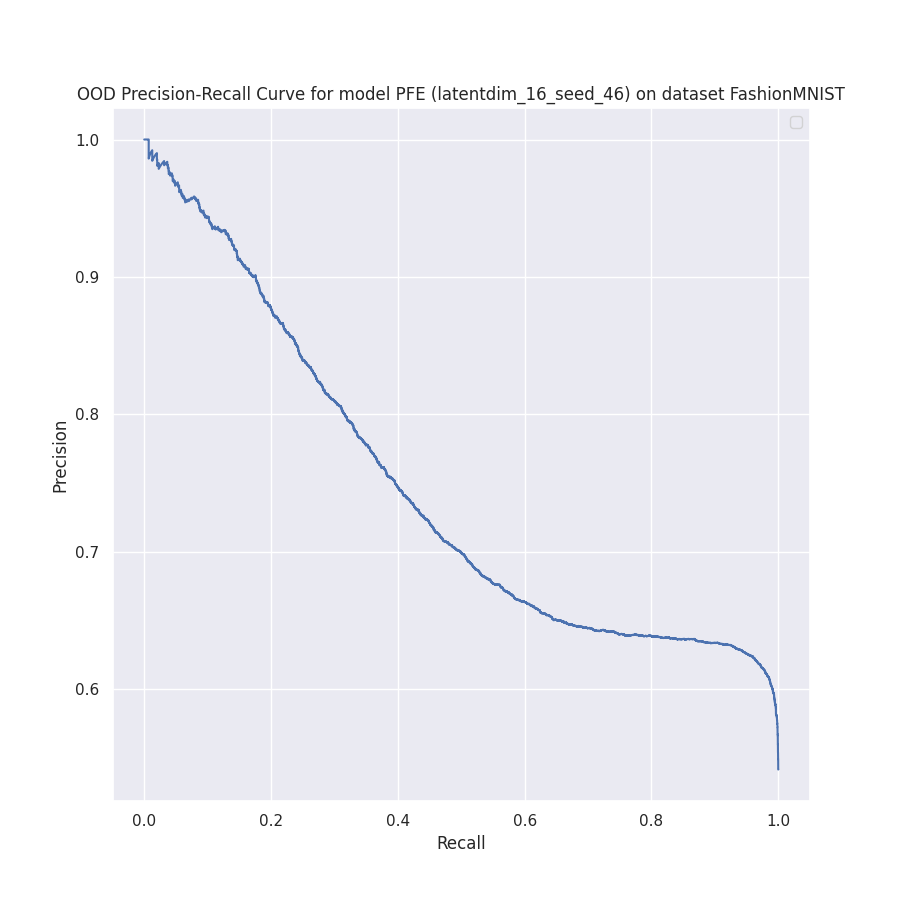 OOD Precision-Recall Curve for model PFE (latentdim_16_seed_46) on dataset FashionMNIST
1.0
0.9
0.8
0.7
0.6
Precision
0.0 0.2 0.4 0.6 0.8 1.0
Recall